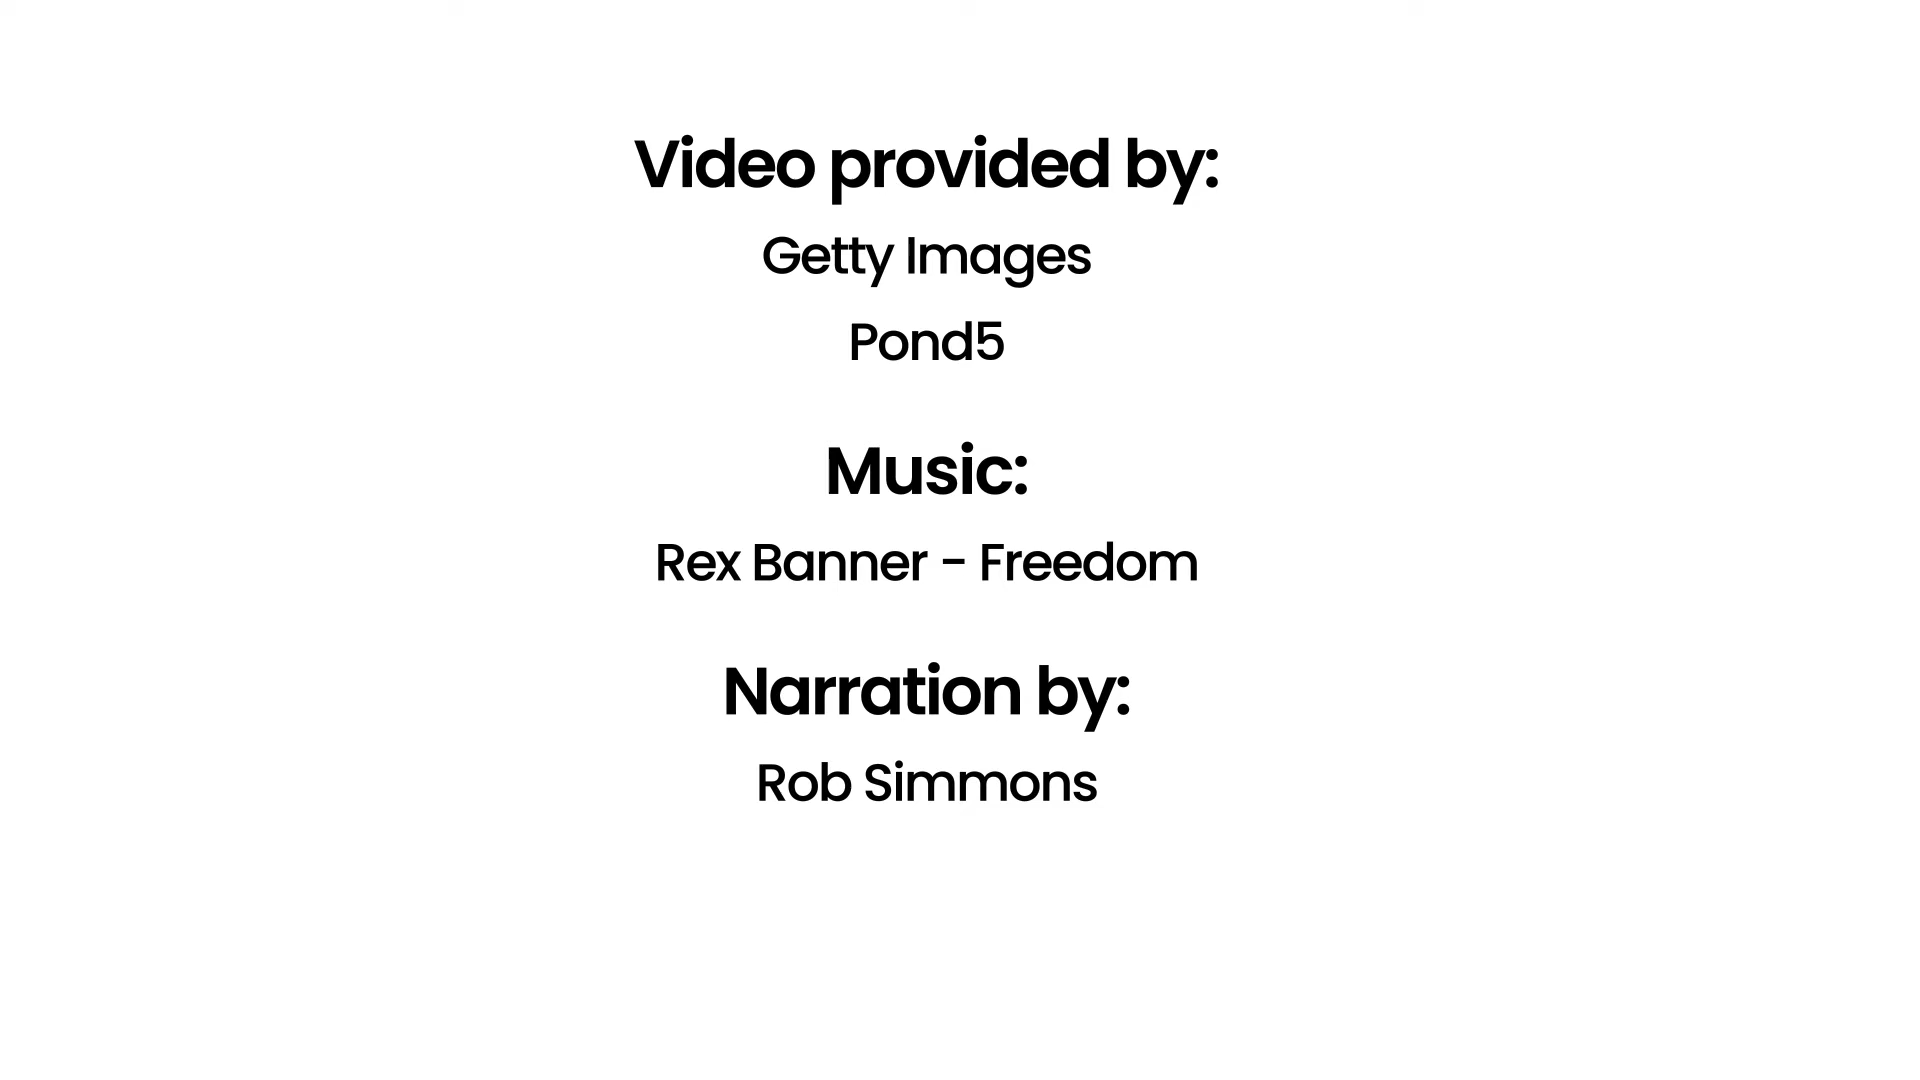 Video provided by:
Getty Images
Pond5
Music:
Rex Banner - Freedom
Narration by:
Rob Simmons